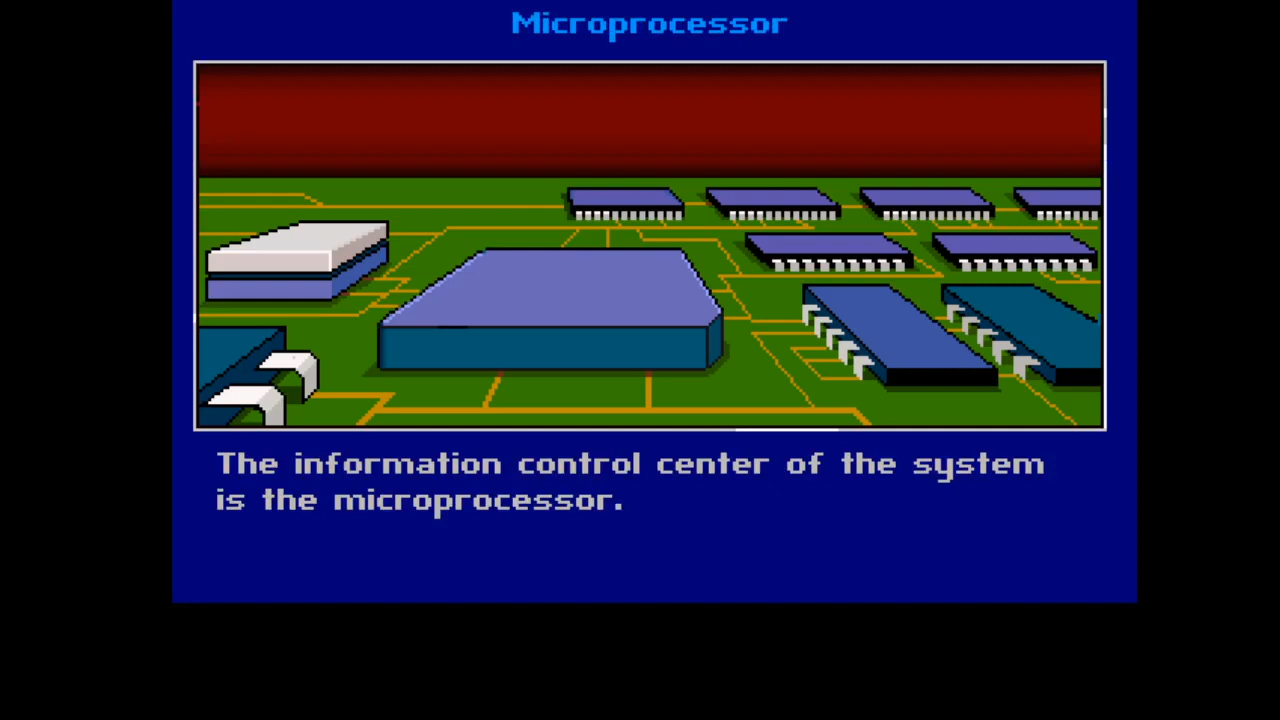 Microprocessor
The information control center of the system
is the microprocessor.